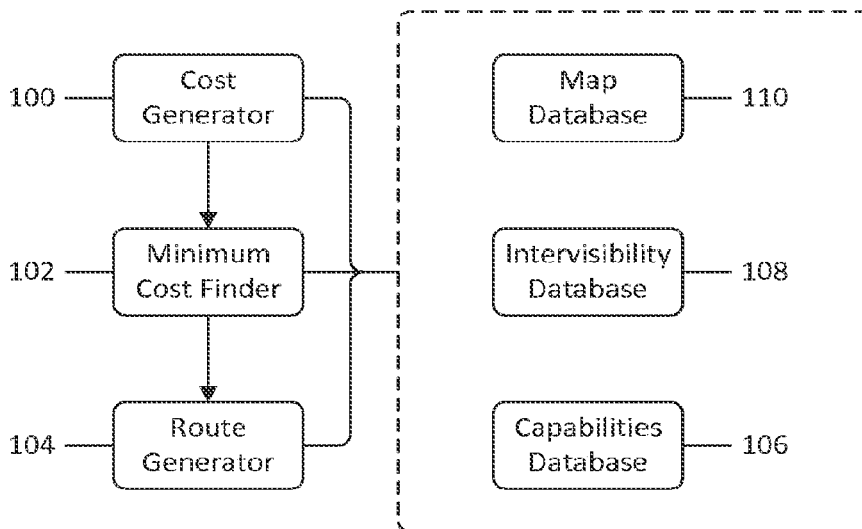 100
Cost
Generator
Map
Database
110
102
Minimum
Cost Finder
Intervisibility
Database
108
104
Route
Generator
Capabilities
Database
106